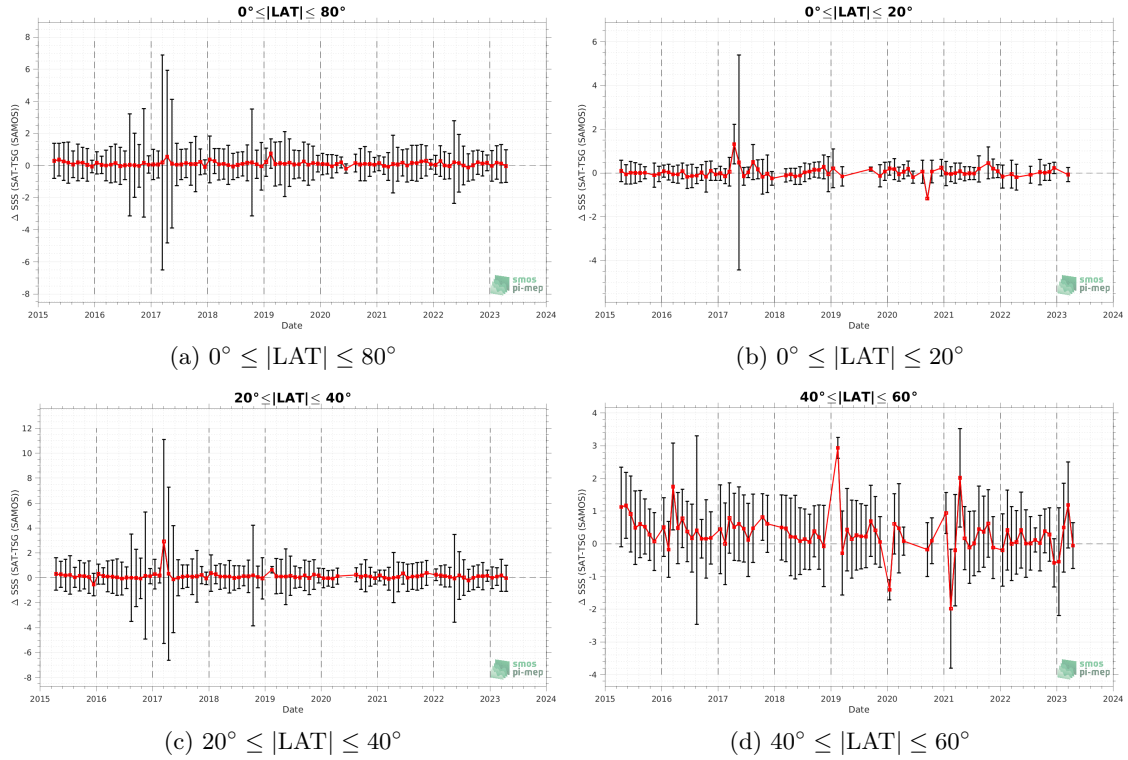 0°≤|LAT|≤ 80°
Δ SSS (SAT-TSG (SAMOS))
8
6
4
2
0
-2
-4
-6
-8
2015 2016 2017 2018 2019 2020 2021 2022 2023 2024
Date
smos
pi-mep
(a) 0° ≤ |LAT| ≤ 80°
0°≤|LAT|≤ 20°
Δ SSS (SAT-TSG (SAMOS))
6
4
2
0
-2
-4
2015 2016 2017 2018 2019 2020 2021 2022 2023 2024
Date
smos
pi-mep
(b) 0° ≤ |LAT| ≤ 20°
20°≤|LAT|≤ 40°
Δ SSS (SAT-TSG (SAMOS))
12
10
8
6
4
2
0
-2
-4
-6
-8
2015 2016 2017 2018 2019 2020 2021 2022 2023 2024
Date
smos
pi-mep
(c) 20° ≤ |LAT| ≤ 40°
40°≤|LAT|≤ 60°
Δ SSS (SAT-TSG (SAMOS))
4
3
2
1
0
-1
-2
-3
-4
2015 2016 2017 2018 2019 2020 2021 2022 2023 2024
Date
smos
pi-mep
(d) 40° ≤ |LAT| ≤ 60°